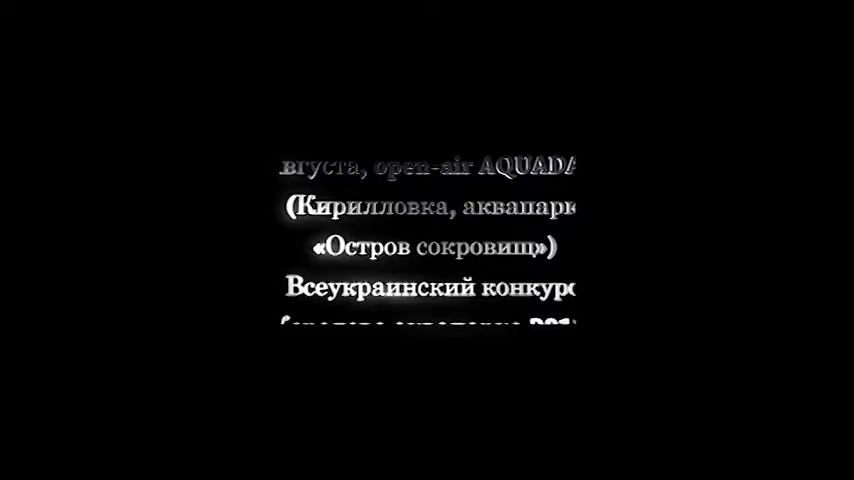 вгуста, open-air AQUADA
(Кирилловка, аквапарк
«Остров сокровищ»)
Всеукраинский конкурс